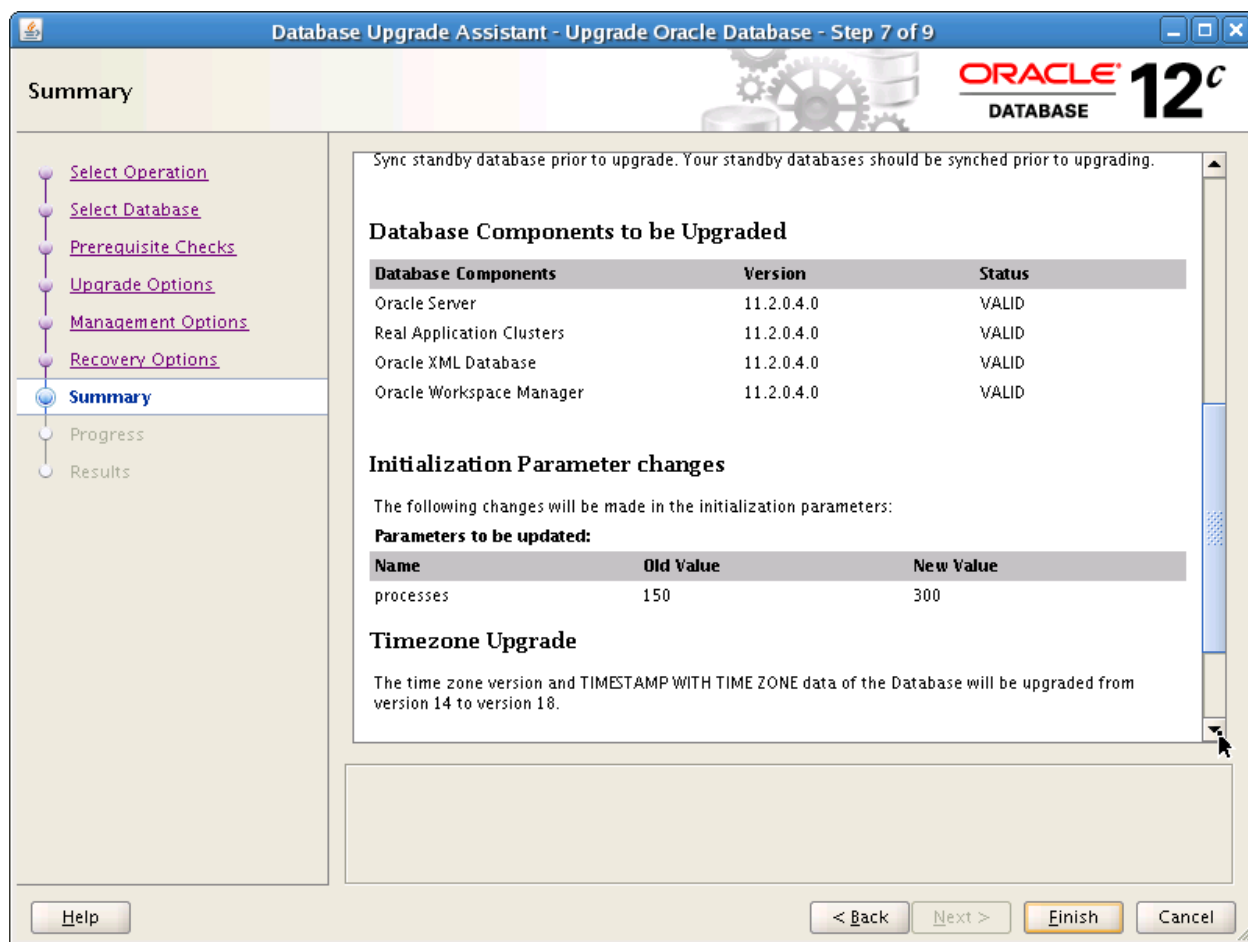 Database Upgrade Assistant - Upgrade Oracle Database - Step 7 of 9
Summary
ORACLE DATABASE 12c
Select Operation
Select Database
Prerequisite Checks
Upgrade Options
Management Options
Recovery Options
Summary
Progress
Results
Sync standby database prior to upgrade. Your standby databases should be synched prior to upgrading.
Database Components to be Upgraded
Database Components Version Status
Oracle Server 11.2.0.4.0 VALID
Real Application Clusters 11.2.0.4.0 VALID
Oracle XML Database 11.2.0.4.0 VALID
Oracle Workspace Manager 11.2.0.4.0 VALID
Initialization Parameter changes
The following changes will be made in the initialization parameters:
Parameters to be updated:
Name Old Value New Value
processes 150 300
Timezone Upgrade
The time zone version and TIMESTAMP WITH TIME ZONE data of the Database will be upgraded from
version 14 to version 18.
Help < Back Next > Finish Cancel